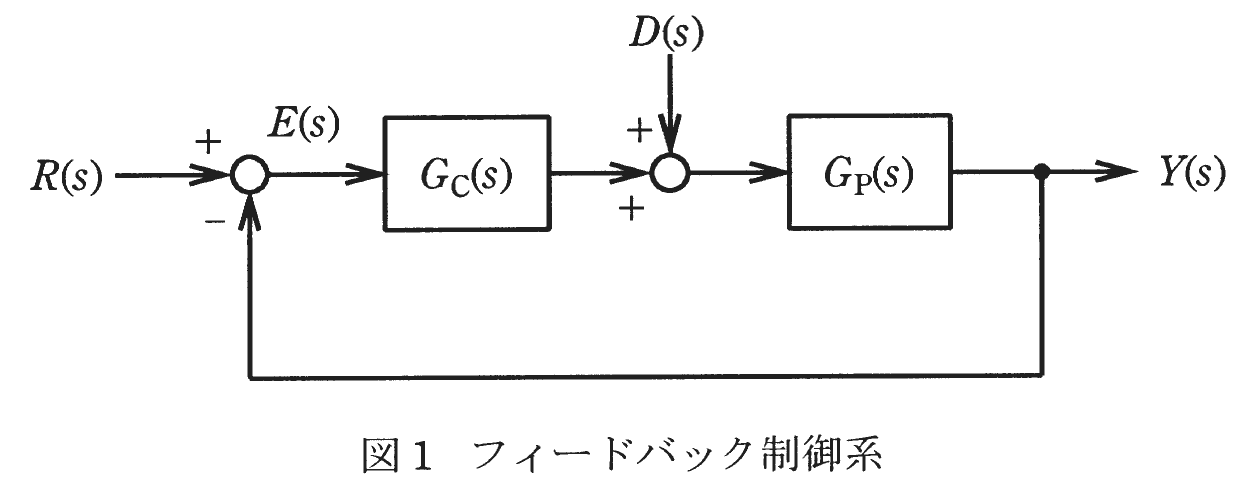 D(s)
E(s)
+
+
R(s)
G_C(s)
G_P(s)
Y(s)
−
+
図1 フィードバック制御系